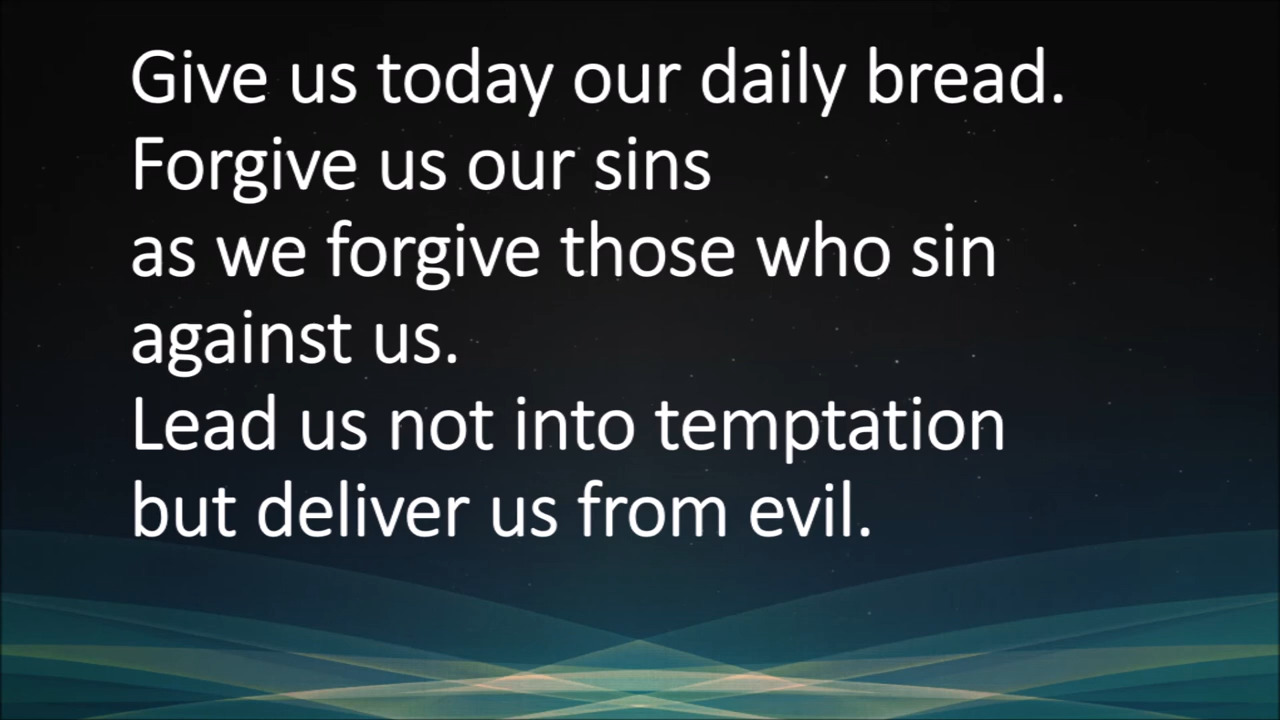 Give us today our daily bread.
Forgive us our sins
as we forgive those who sin
against us.
Lead us not into temptation
but deliver us from evil.